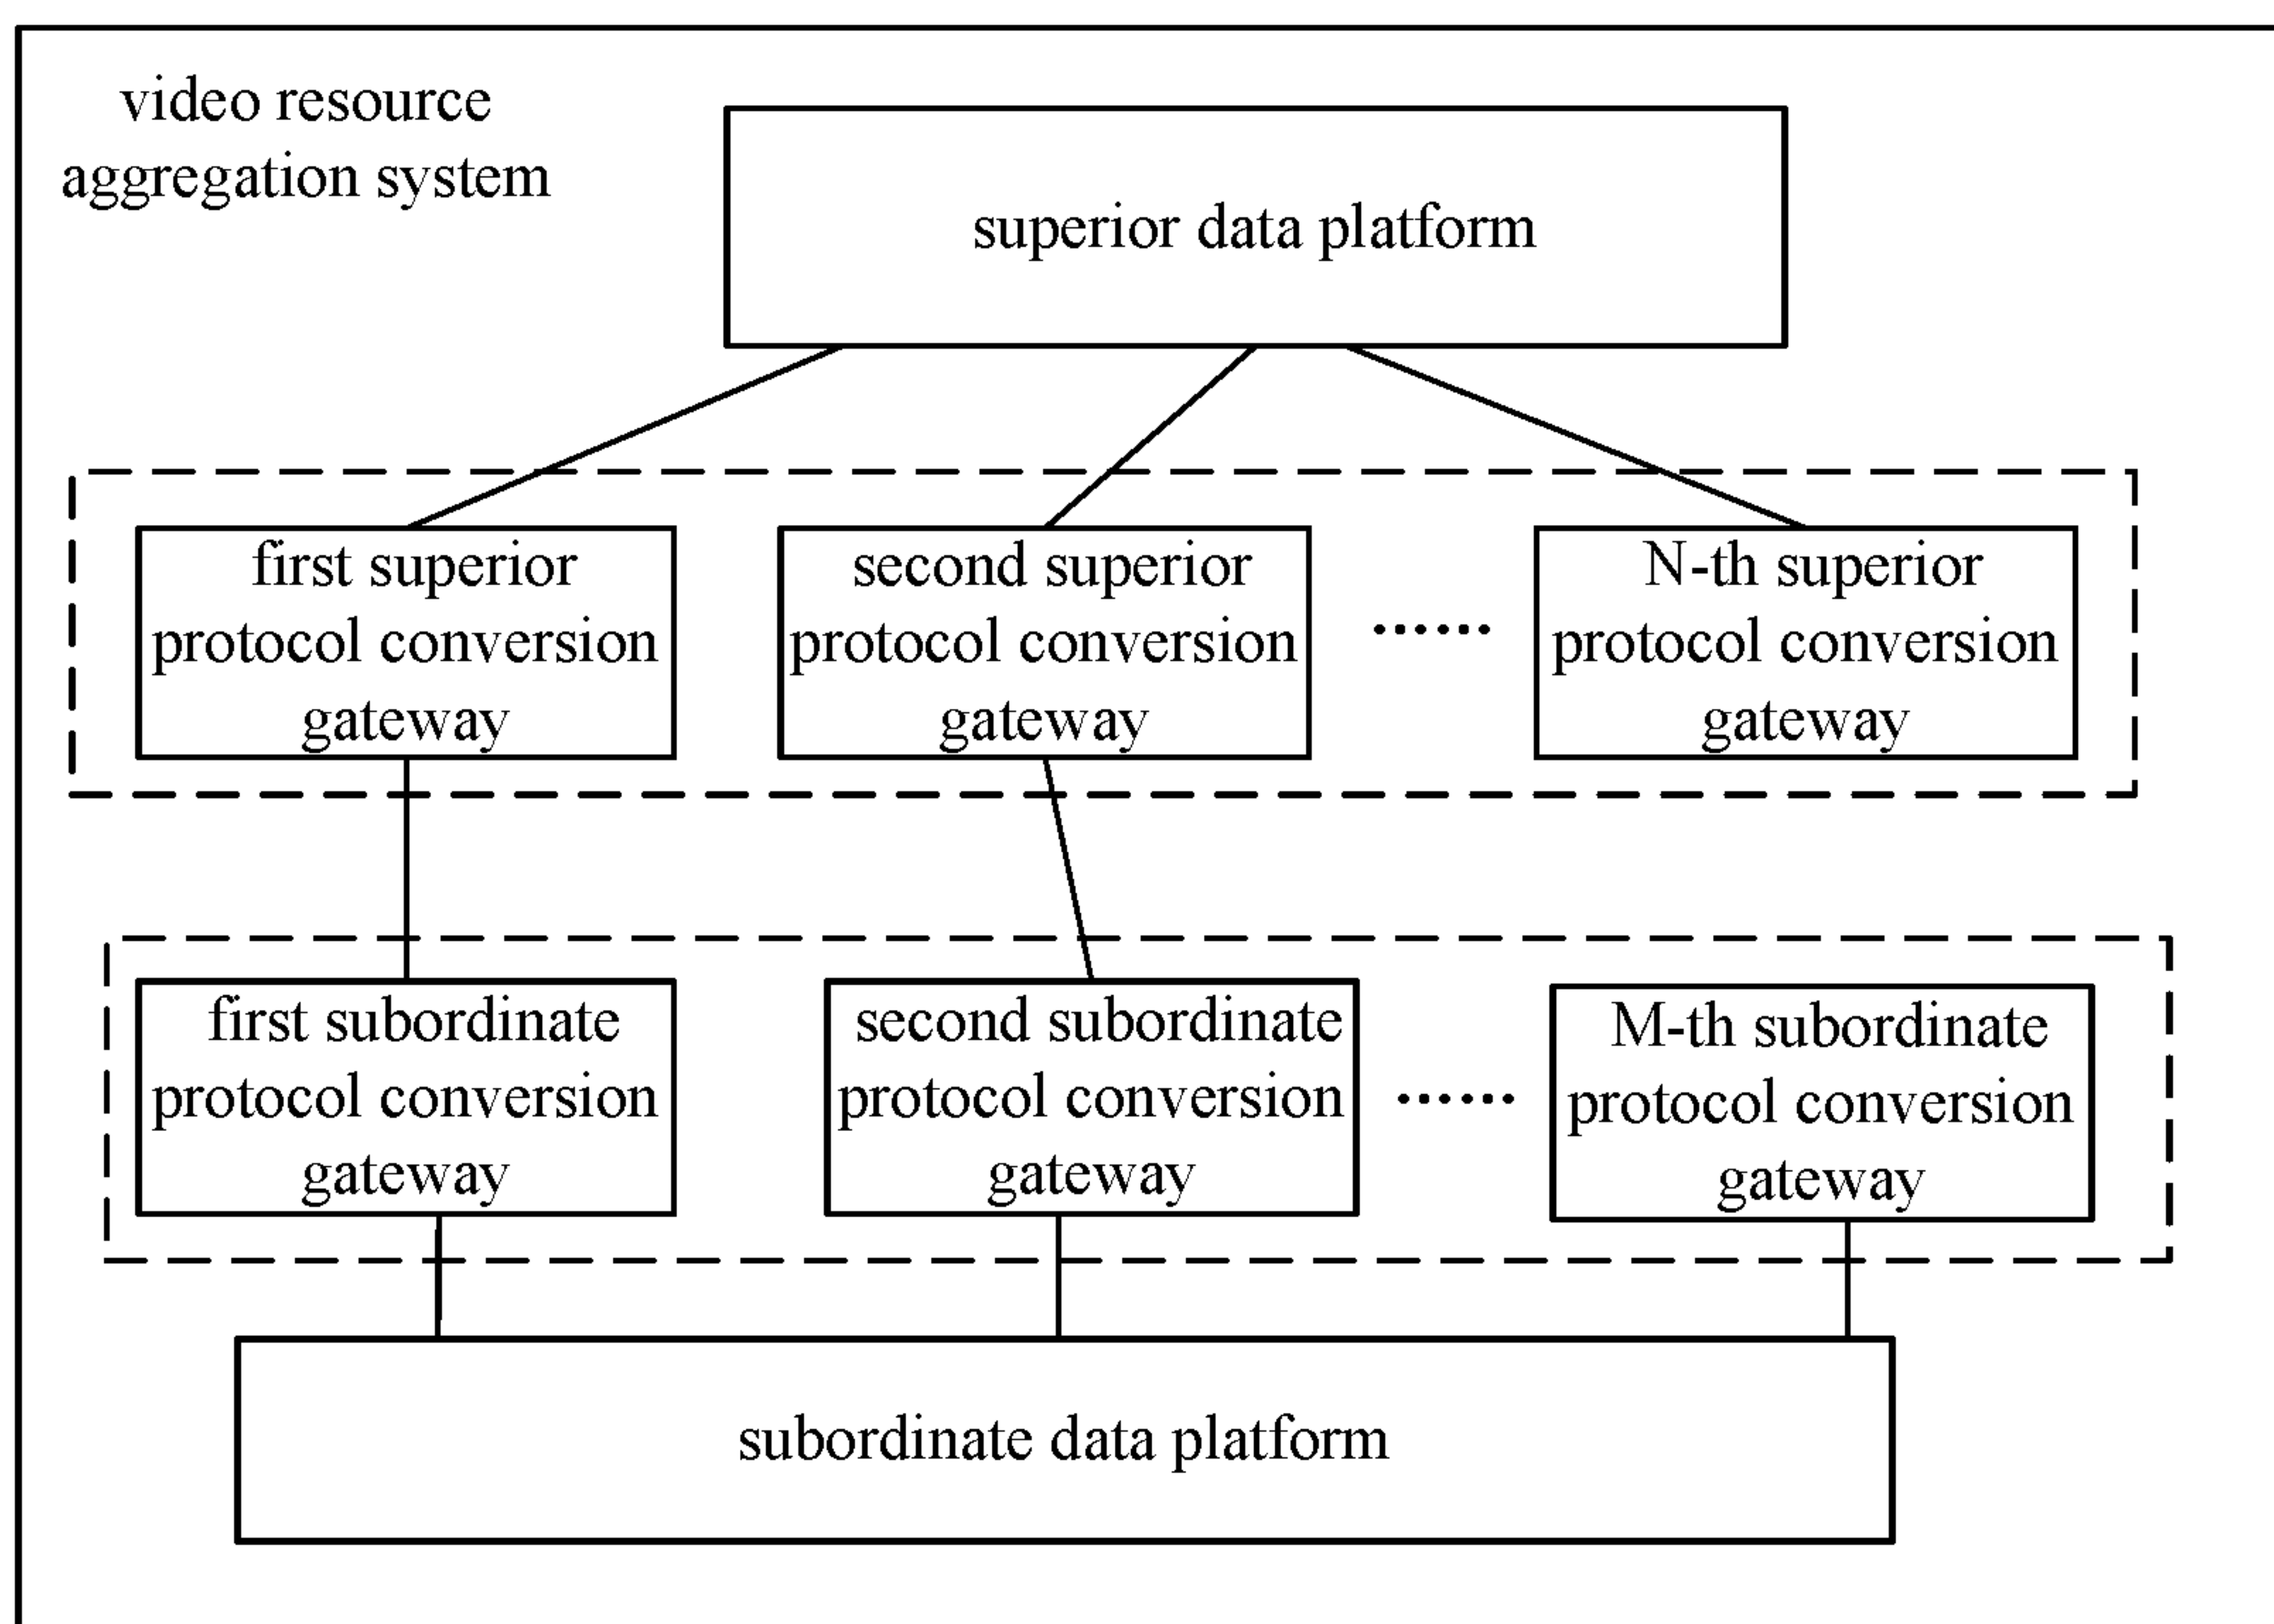 video resource
aggregation system
superior data platform
first superior
protocol conversion
gateway
second superior
protocol conversion
gateway
......
N-th superior
protocol conversion
gateway
first subordinate
protocol conversion
gateway
second subordinate
protocol conversion
gateway
......
M-th subordinate
protocol conversion
gateway
subordinate data platform